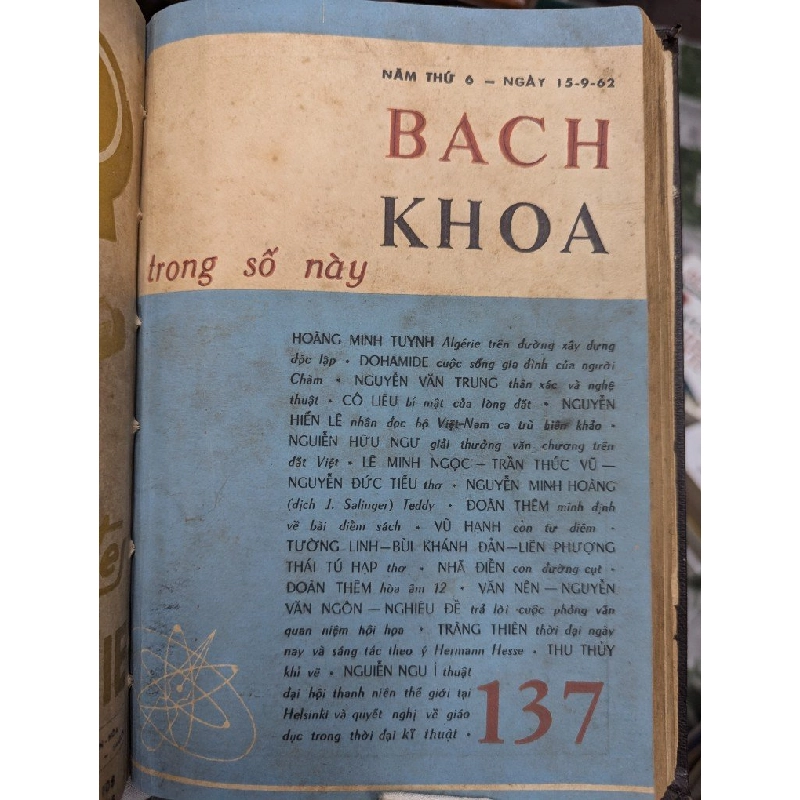 NĂM THỨ 6 — NGÀY 15-9-62
BACH
KHOA
trong số này
HOÀNG MINH TUYNH Algérie trên đường xây dựng
độc lập • DOHAMIDE cuộc sống gia đình của người
Chàm • NGUYỄN VĂN TRUNG thân xác và nghệ
thuật • CÔ LIÊU bí mật của lòng đất • NGUYỄN
HIẾN LÊ nhân đọc bộ Việt-Nam ca trù biên khảo •
NGUIỄN HỮU NGƯ giải thưởng văn chương trên
đất Việt • LÊ MINH NGỌC — TRẦN THÚC VŨ —
NGUYỄN ĐỨC TIẾU thơ • NGUYỄN MINH HOÀNG
(dịch J. Salinger) Teddy • ĐOÀN THÊM minh định
về bài điểm sách • VŨ HẠNH còn tư điểm •
TƯỜNG LINH—BÙI KHÁNH ĐẢN—LIÊN PHƯỢNG
THÁI TÚ HẠP thơ • NHÃ ĐIỀN con đường cụt •
ĐOÀN THÊM hòa âm 12 • VĂN NÊN — NGUYỄN
VĂN NGÔN — NGHIÊU ĐỀ trả lời cuộc phỏng vấn
quan niệm hội họa • TRÀNG THIÊN thời đại ngày
nay và sáng tác theo ý Hermann Hesse • THU THỦY
khi vẽ • NGUIỄN NGU Í thuật
đại hội thanh niên thế giới tại
Helsinki và quyết nghị về giáo
dục trong thời đại kĩ thuật •
137